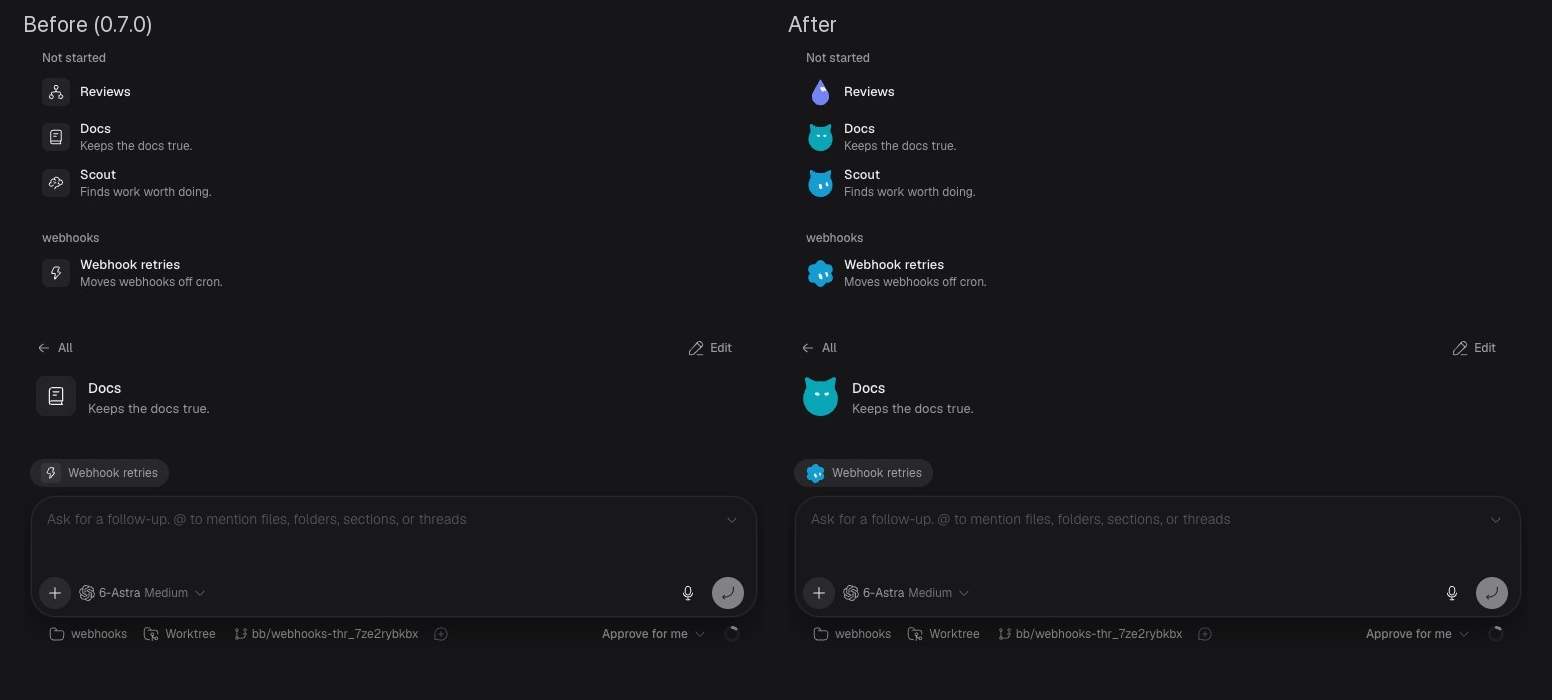 Before (0.7.0)
Not started
Reviews
Docs
Keeps the docs true.
Scout
Finds work worth doing.
webhooks
Webhook retries
Moves webhooks off cron.
All
Edit
Docs
Keeps the docs true.
Webhook retries
Ask for a follow-up. @ to mention files, folders, sections, or threads
6-Astra Medium
webhooks Worktree bb/webhooks-thr_7ze2rybkbx Approve for me
After
Not started
Reviews
Docs
Keeps the docs true.
Scout
Finds work worth doing.
webhooks
Webhook retries
Moves webhooks off cron.
All
Edit
Docs
Keeps the docs true.
Webhook retries
Ask for a follow-up. @ to mention files, folders, sections, or threads
6-Astra Medium
webhooks Worktree bb/webhooks-thr_7ze2rybkbx Approve for me